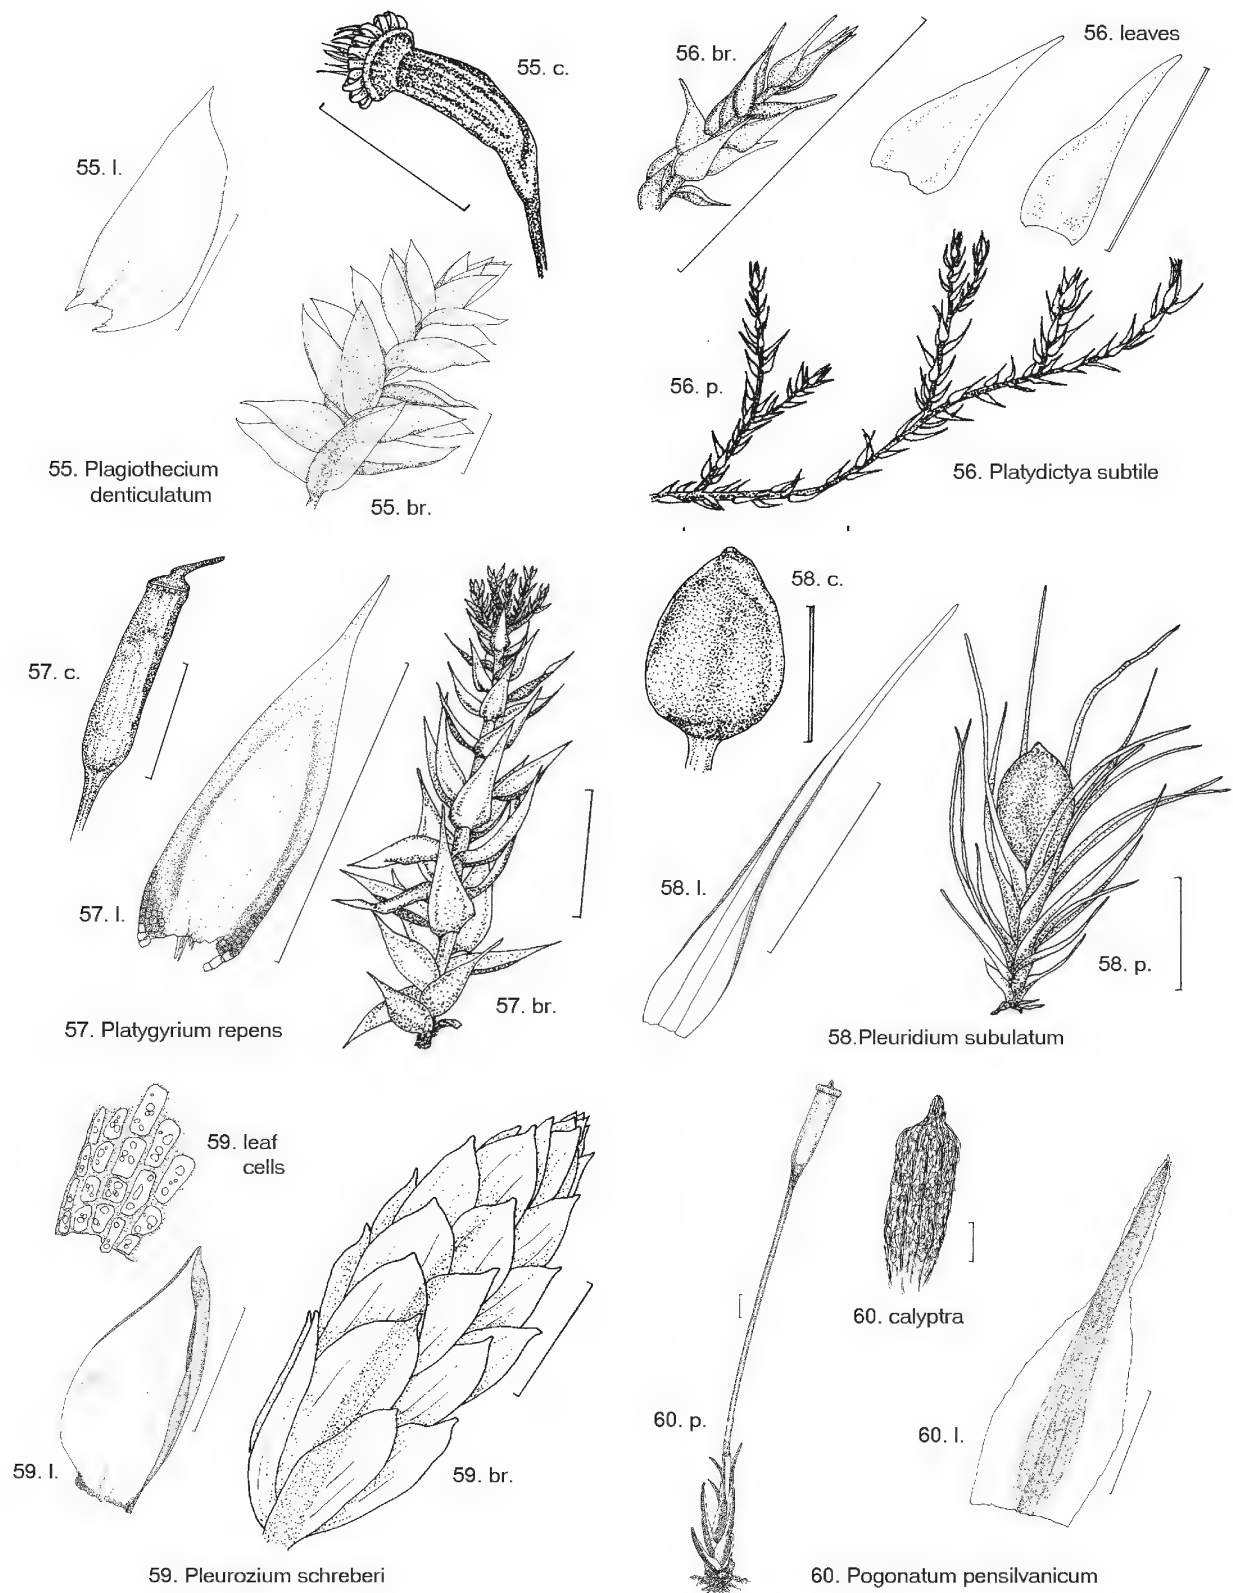 55. c.
55. l.
55. Plagiothecium
denticulatum
55. br.
56. br.
56. leaves
56. p.
56. Platydictya subtile
57. c.
57. l.
57. br.
57. Platygyrium repens
58. c.
58. l.
58. p.
58.Pleuridium subulatum
59. leaf
cells
59. l.
59. br.
59. Pleurozium schreberi
60. calyptra
60. p.
60. l.
60. Pogonatum pensilvanicum